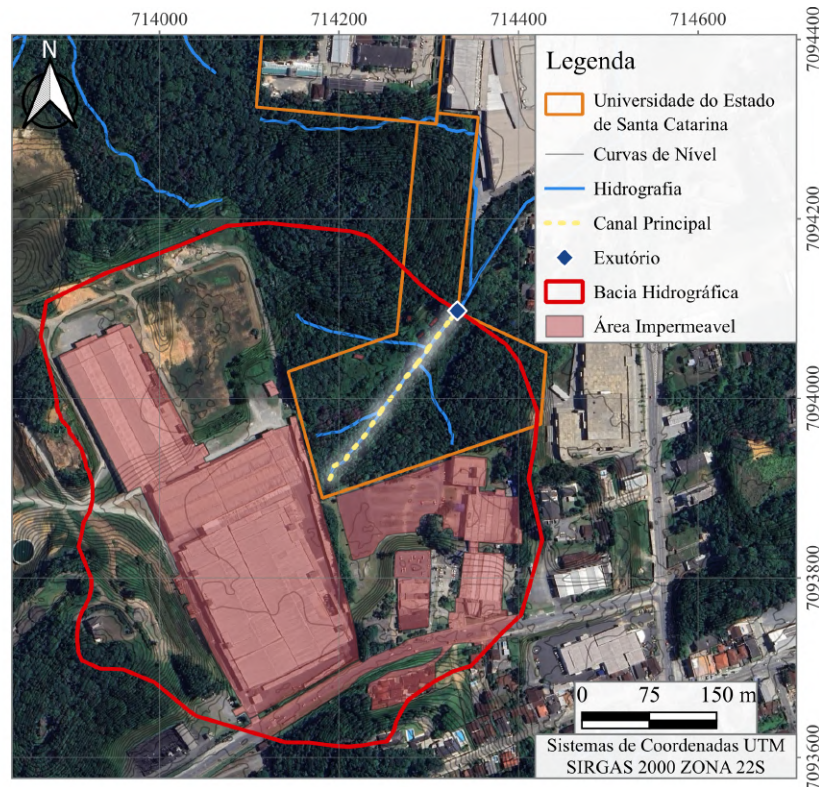 714000 714200 714400 714600
7094400
N
Legenda
Universidade do Estado
de Santa Catarina
Curvas de Nível
Hidrografia
Canal Principal
Exutório
Bacia Hidrográfica
Área Impermeavel
7094200
7094000
7093800
7093600
0 75 150 m
Sistemas de Coordenadas UTM
SIRGAS 2000 ZONA 22S